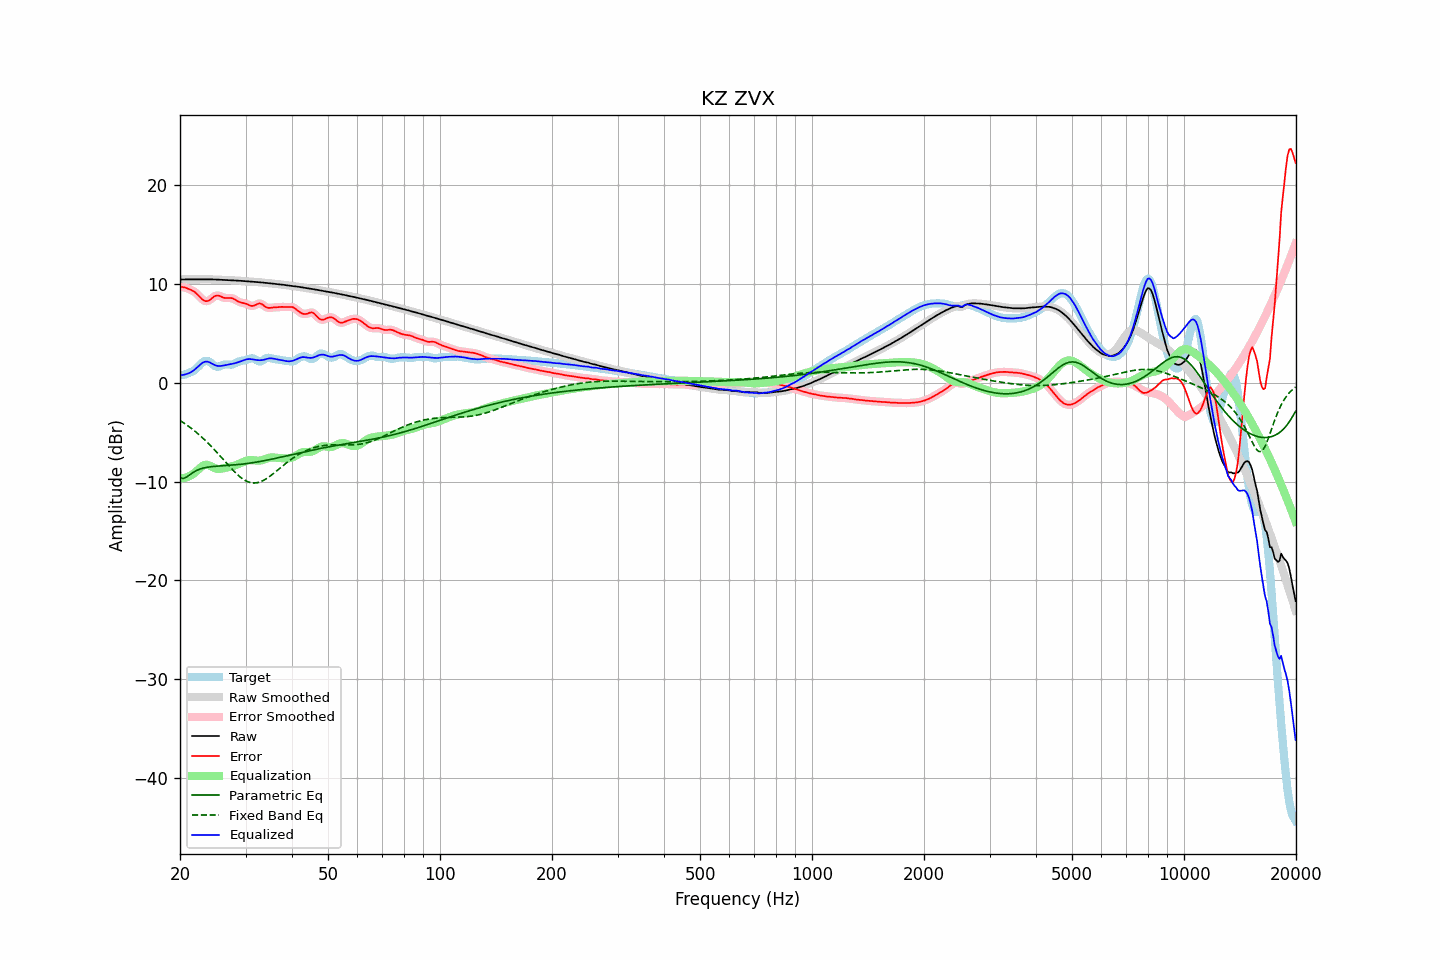 KZ ZVX
20
10
0
−10
−20
−30
−40
Amplitude (dBr)
Target
Raw Smoothed
Error Smoothed
Raw
Error
Equalization
Parametric Eq
Fixed Band Eq
Equalized
20 50 100 200 500 1000 2000 5000 10000 20000
Frequency (Hz)